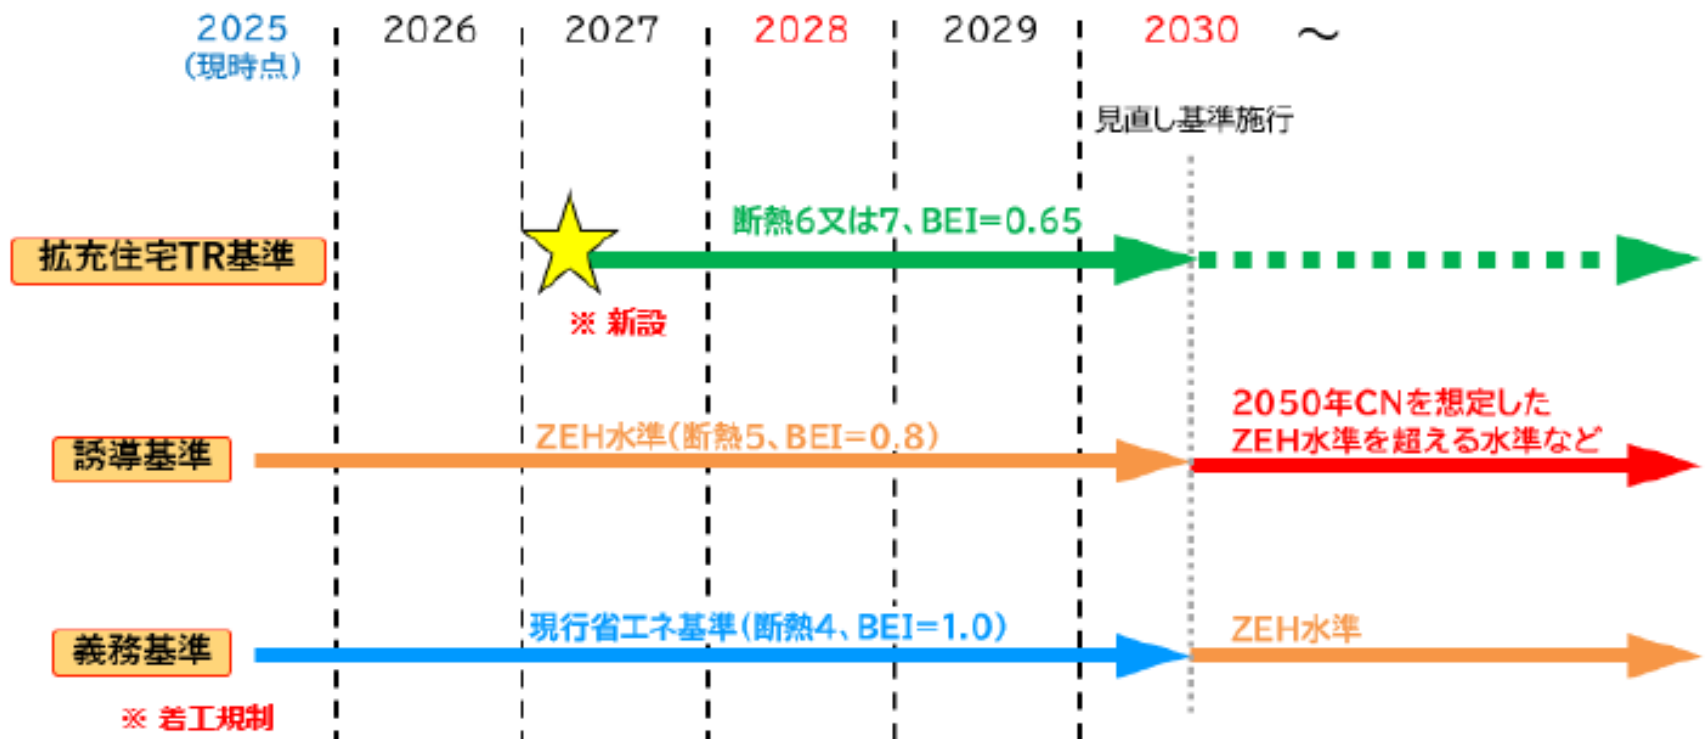 2025
(現時点)
2026
2027
2028
2029
2030 ～
見直し基準施行
拡充住宅TR基準
断熱6又は7、BEI=0.65
※ 新設
誘導基準
ZEH水準(断熱5、BEI=0.8)
2050年CNを想定した
ZEH水準を超える水準など
義務基準
現行省エネ基準(断熱4、BEI=1.0)
ZEH水準
※ 着工規制